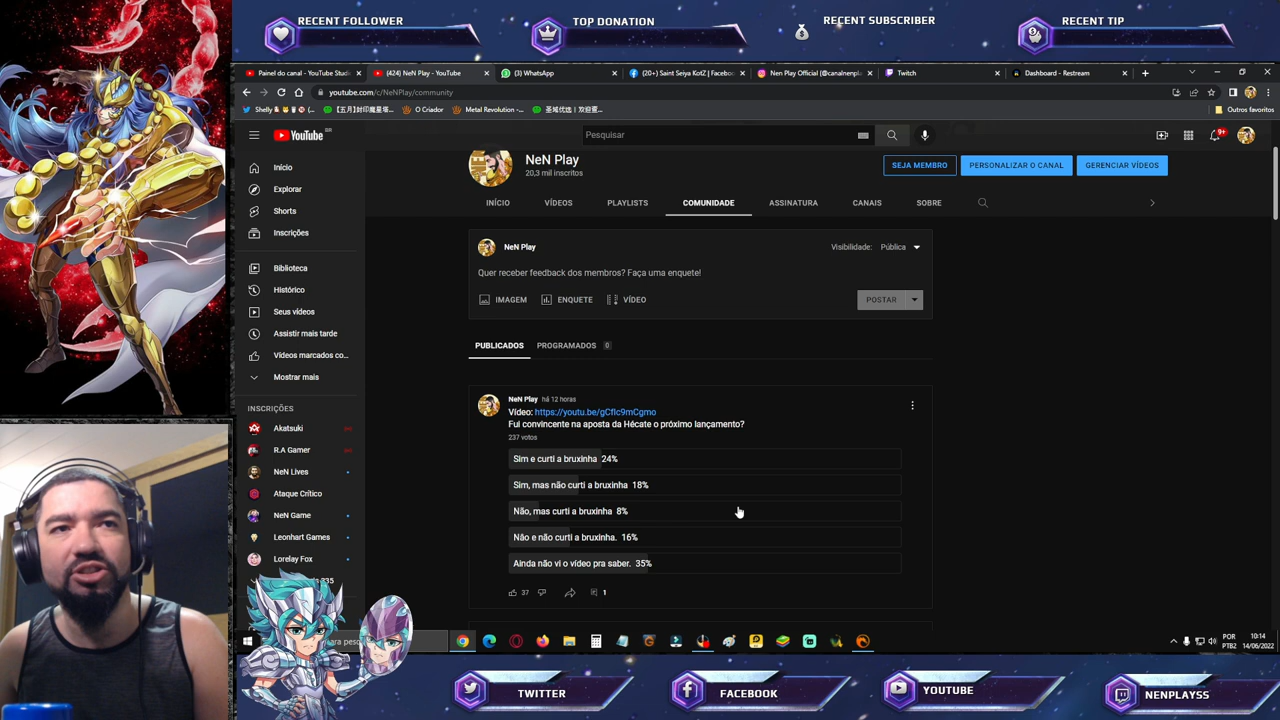 RECENT FOLLOWER
TOP DONATION
RECENT SUBSCRIBER
RECENT TIP
Painel do canal - YouTube Studi
(424) NeN Play - YouTube
(3) WhatsApp
(20+) Saint Seiya KotZ | Facebook
Nen Play Official (@canalnenpla
Twitch
Dashboard - Restream
youtube.com/c/NeNPlay/community
O Criador
Metal Revolution -...
Outros favoritos
YouTube BR
Pesquisar
9+
Início
Explorar
Shorts
Inscrições
Biblioteca
Histórico
Seus vídeos
Assistir mais tarde
Vídeos marcados co...
Mostrar mais
INSCRIÇÕES
Akatsuki
R.A Gamer
NeN Lives
Ataque Crítico
NeN Game
Leonhart Games
Lorelay Fox
335
NeN Play
20,3 mil inscritos
SEJA MEMBRO
PERSONALIZAR O CANAL
GERENCIAR VÍDEOS
INÍCIO
VÍDEOS
PLAYLISTS
COMUNIDADE
ASSINATURA
CANAIS
SOBRE
NeN Play
Visibilidade: Pública
Quer receber feedback dos membros? Faça uma enquete!
IMAGEM
ENQUETE
VÍDEO
POSTAR
PUBLICADOS
PROGRAMADOS 0
NeN Play há 12 horas
Vídeo: https://youtu.be/gCflc9mCgmo
Fui convincente na aposta da Hécate o próximo lançamento?
237 votos
Sim e curti a bruxinha 24%
Sim, mas não curti a bruxinha 18%
Não, mas curti a bruxinha 8%
Não e não curti a bruxinha. 16%
Ainda não vi o vídeo pra saber. 35%
37
1
para pesq
POR
PTB2
10:14
14/06/2022
TWITTER
FACEBOOK
YOUTUBE
NENPLAYSS